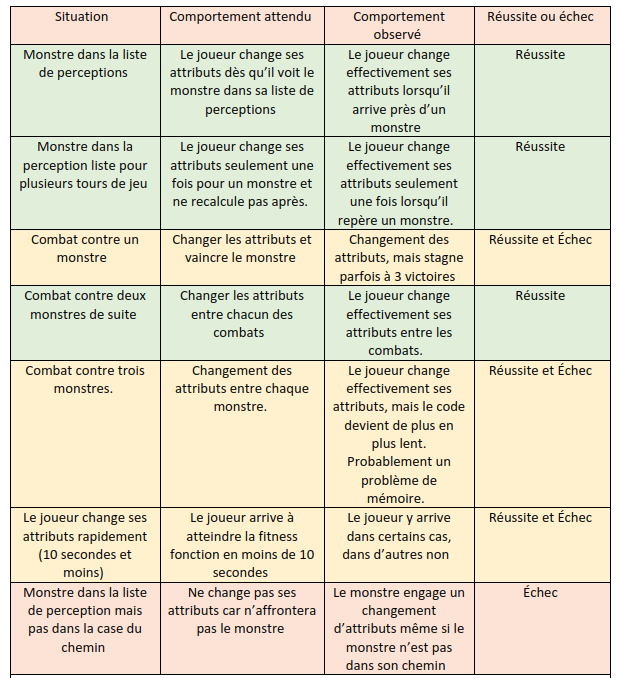 Situation
Comportement attendu
Comportement
observé
Réussite ou échec
Monstre dans la liste
de perceptions
Le joueur change ses
attributs dès qu’il voit le
monstre dans sa liste de
perceptions
Le joueur change
effectivement ses
attributs lorsqu’il
arrive près d’un
monstre
Réussite
Monstre dans la
perception liste pour
plusieurs tours de jeu
Le joueur change ses
attributs seulement une
fois pour un monstre et
ne recalcule pas après.
Le joueur change
effectivement ses
attributs seulement
une fois lorsqu’il
repère un monstre.
Réussite
Combat contre un
monstre
Changer les attributs et
vaincre le monstre
Changement des
attributs, mais stagne
parfois à 3 victoires
Réussite et Échec
Combat contre deux
monstres de suite
Changer les attributs
entre chacun des
combats
Le joueur change
effectivement ses
attributs entre les
combats.
Réussite
Combat contre trois
monstres.
Changement des
attributs entre chaque
monstre.
Le joueur change
effectivement ses
attributs, mais le code
devient de plus en
plus lent.
Probablement un
problème de
mémoire.
Réussite et Échec
Le joueur change ses
attributs rapidement
(10 secondes et
moins)
Le joueur arrive à
atteindre la fitness
fonction en moins de 10
secondes
Le joueur y arrive
dans certains cas,
dans d’autres non
Réussite et Échec
Monstre dans la liste
de perception mais
pas dans la case du
chemin
Ne change pas ses
attributs car n’affrontera
pas le monstre
Le monstre engage un
changement
d’attributs même si le
monstre n’est pas
dans son chemin
Échec